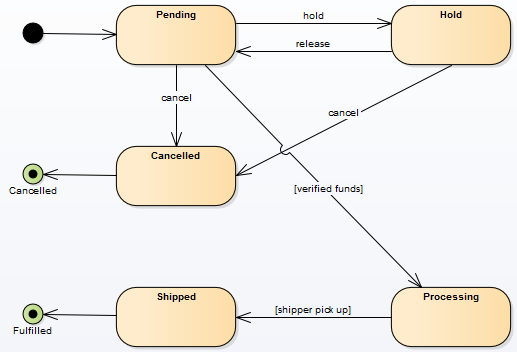 Pending
hold
Hold
release
cancel
cancel
Cancelled
Cancelled
[verified funds]
Shipped
[shipper pick up]
Processing
Fulfilled